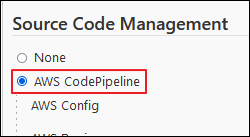 Source Code Management
None
AWS CodePipeline
AWS Config